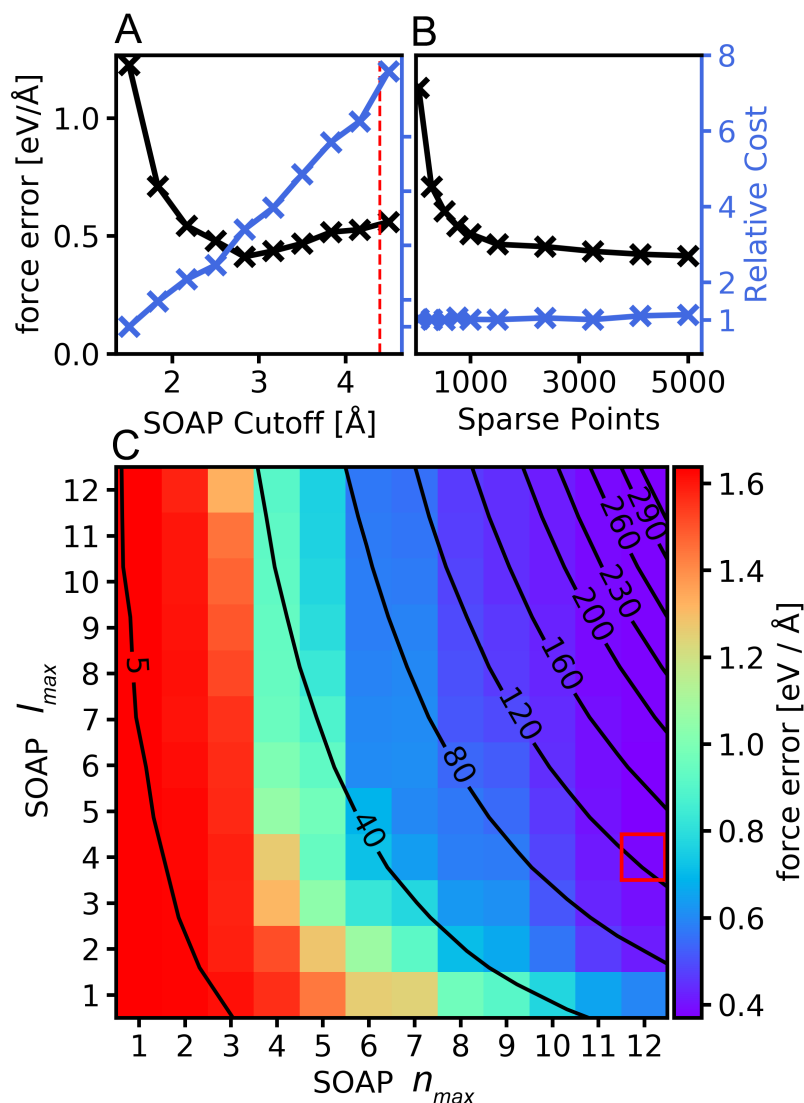 A
B
force error [eV/Å]
1.0
0.5
0.0
2 3 4
SOAP Cutoff [Å]
1000 3000 5000
Sparse Points
8
6
4
2
1
Relative Cost
C
SOAP l_max
12
11
10
9
8
7
6
5
4
3
2
1
5
40
80
120
160
200
230
260
290
1 2 3 4 5 6 7 8 9 10 11 12
SOAP n_max
1.6
1.4
1.2
1.0
0.8
0.6
0.4
force error [eV / Å]